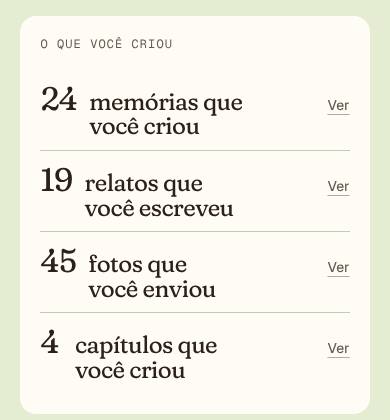 O QUE VOCÊ CRIOU
24 memórias que
você criou
Ver
19 relatos que
você escreveu
Ver
45 fotos que
você enviou
Ver
4 capítulos que
você criou
Ver